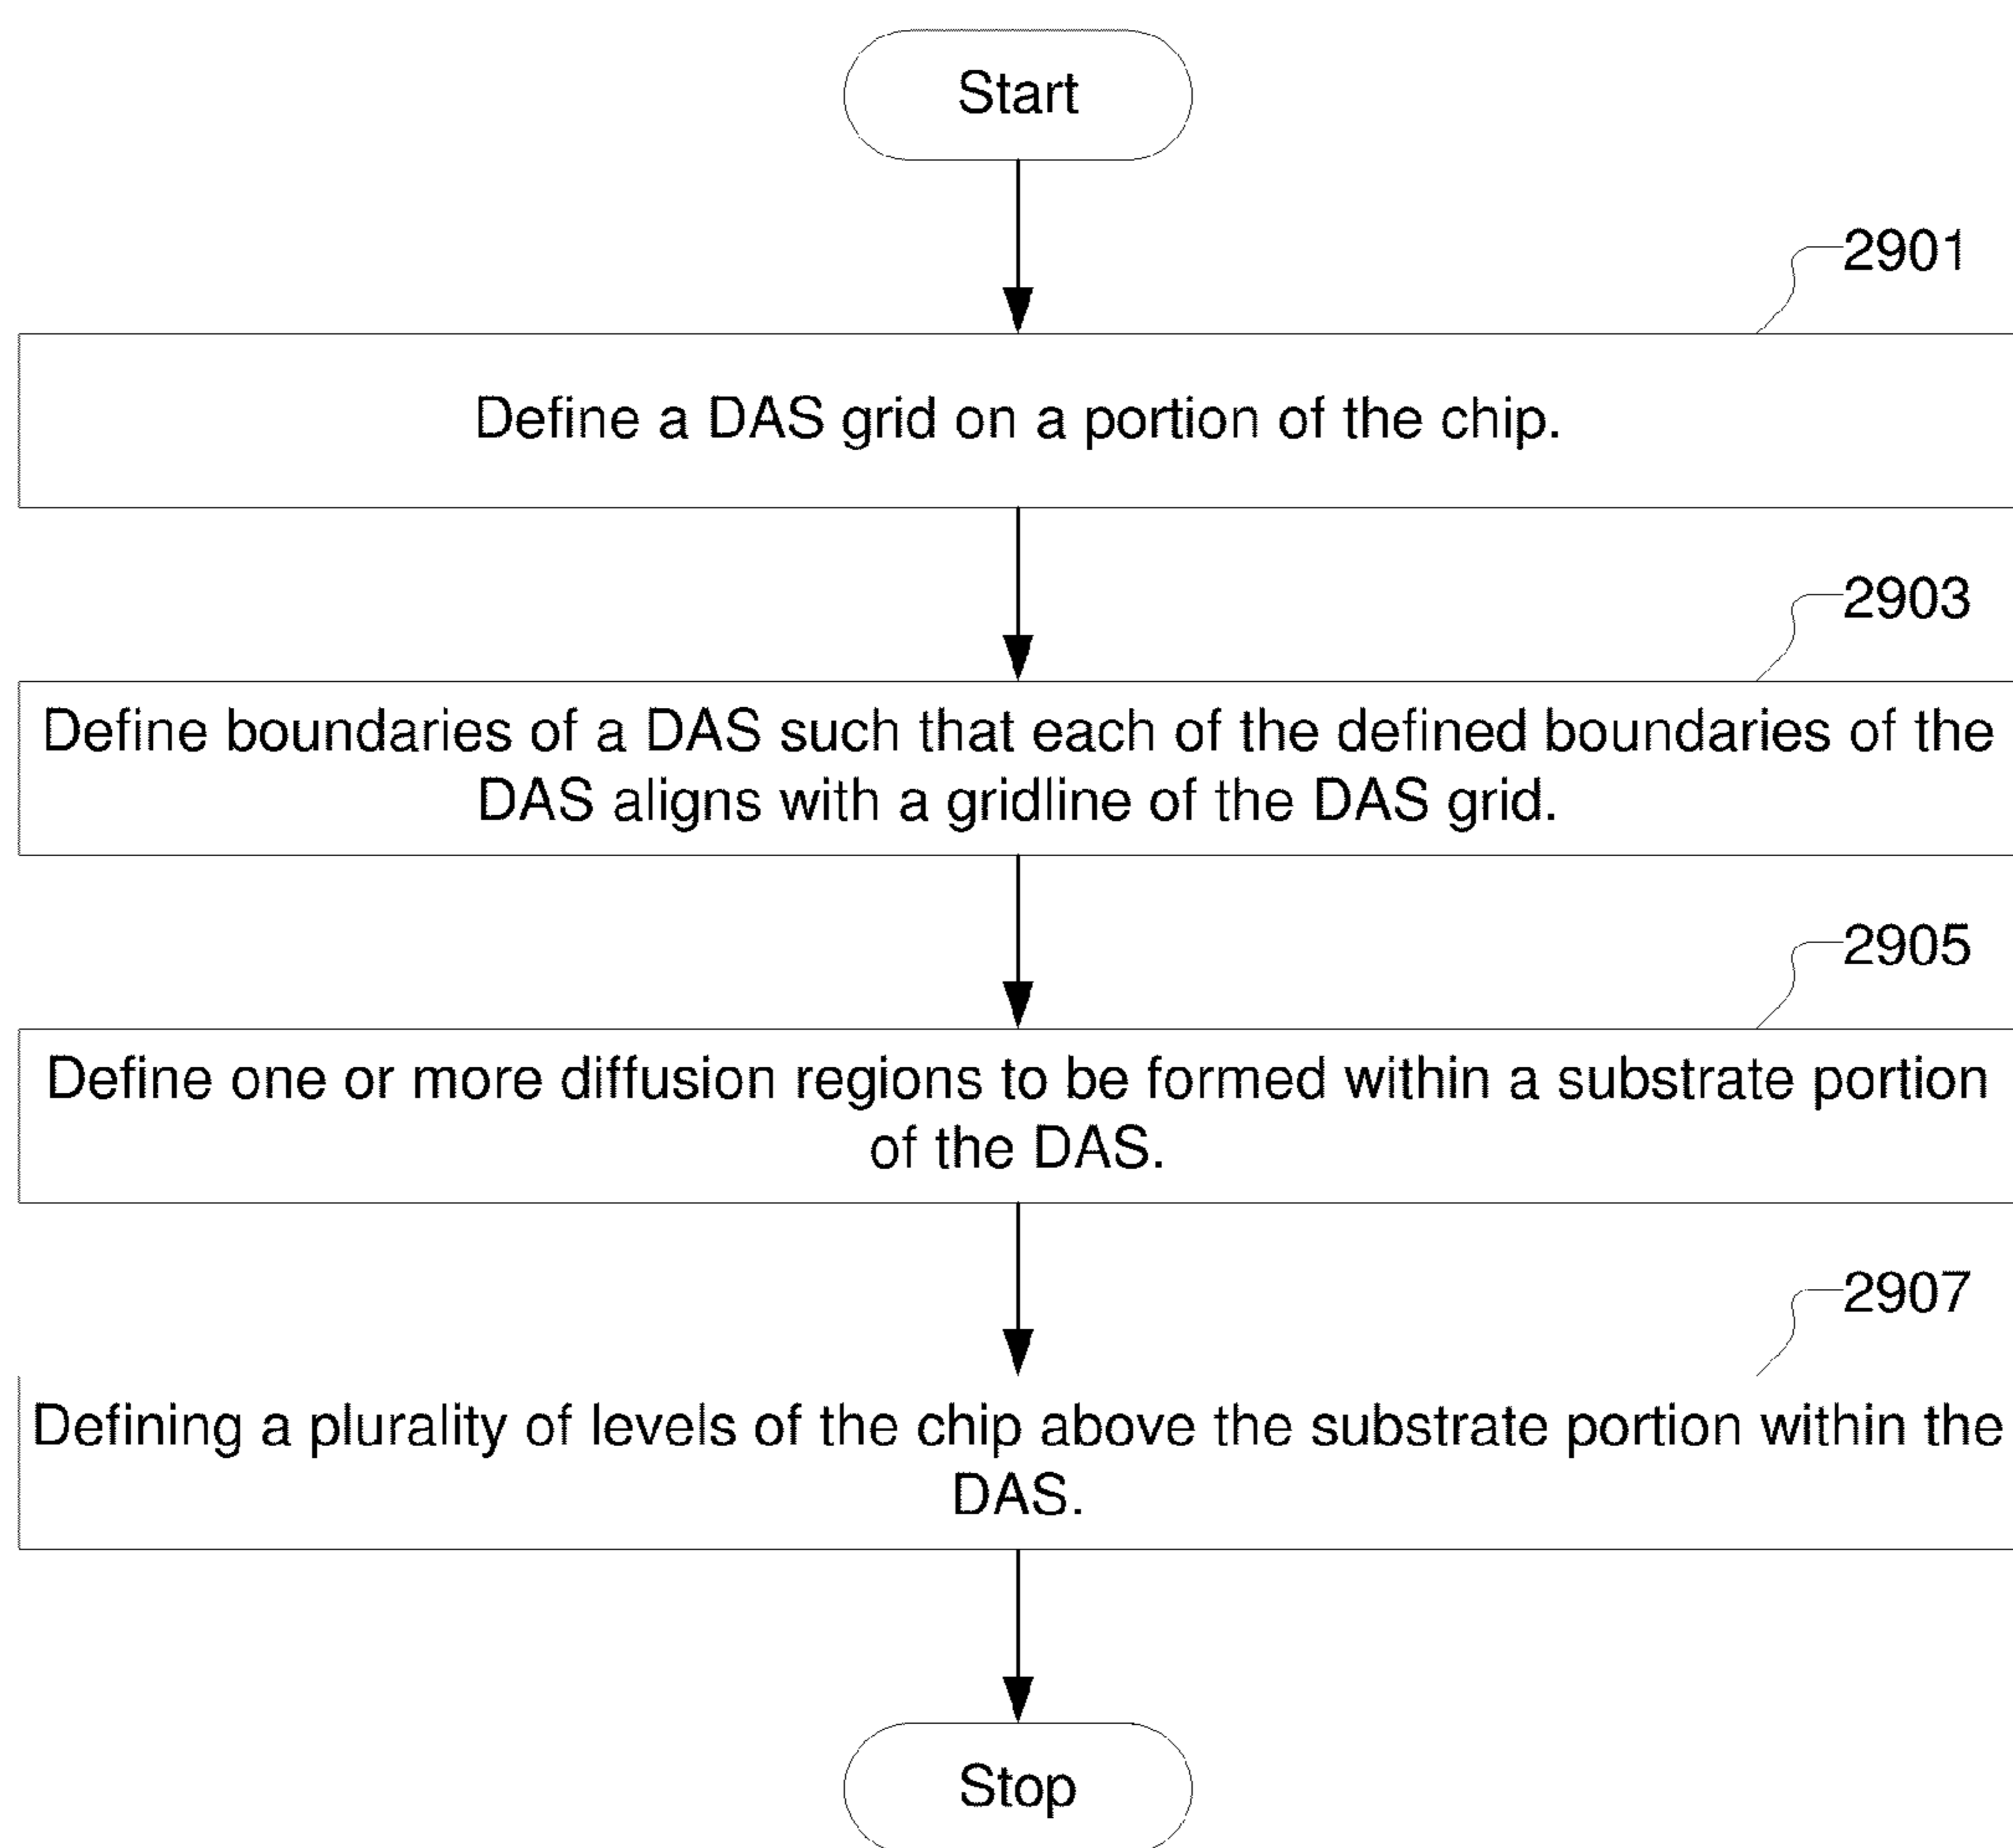 Start
2901
Define a DAS grid on a portion of the chip.
2903
Define boundaries of a DAS such that each of the defined boundaries of the
DAS aligns with a gridline of the DAS grid.
2905
Define one or more diffusion regions to be formed within a substrate portion
of the DAS.
2907
Defining a plurality of levels of the chip above the substrate portion within the
DAS.
Stop